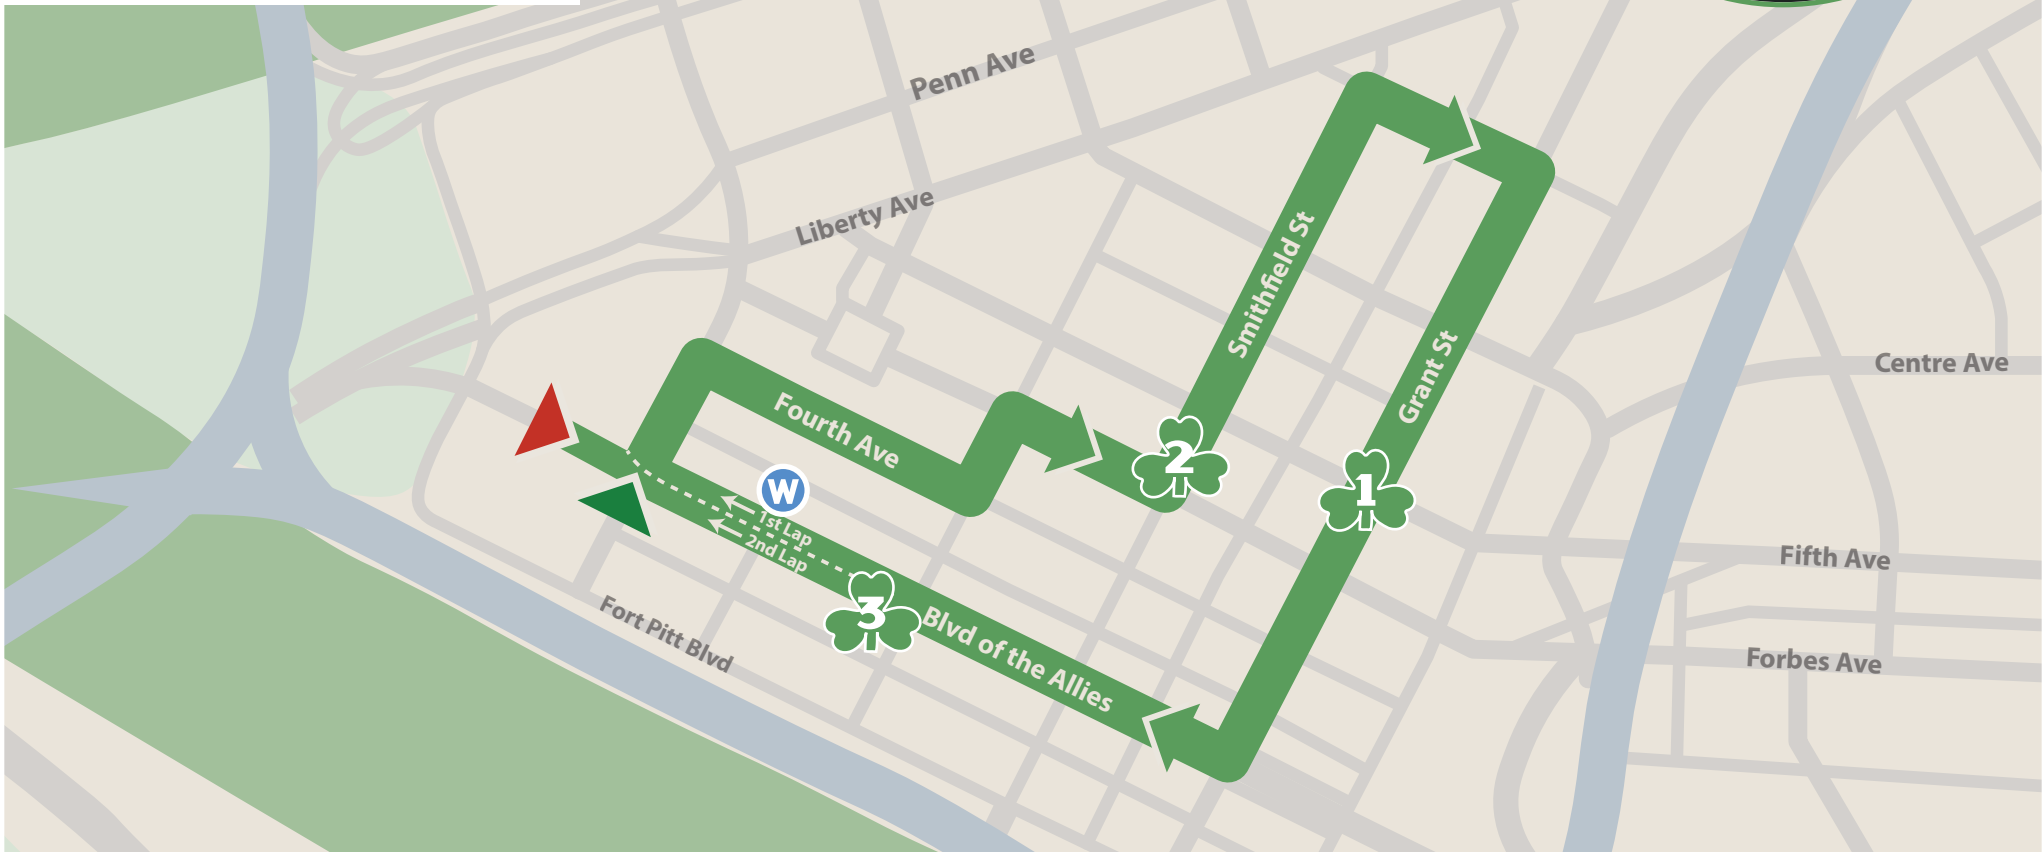 Penn Ave
Liberty Ave
Smithfield St
Grant St
Centre Ave
Fourth Ave
2
1
W
1st Lap
2nd Lap
Fifth Ave
3
Blvd of the Allies
Fort Pitt Blvd
Forbes Ave